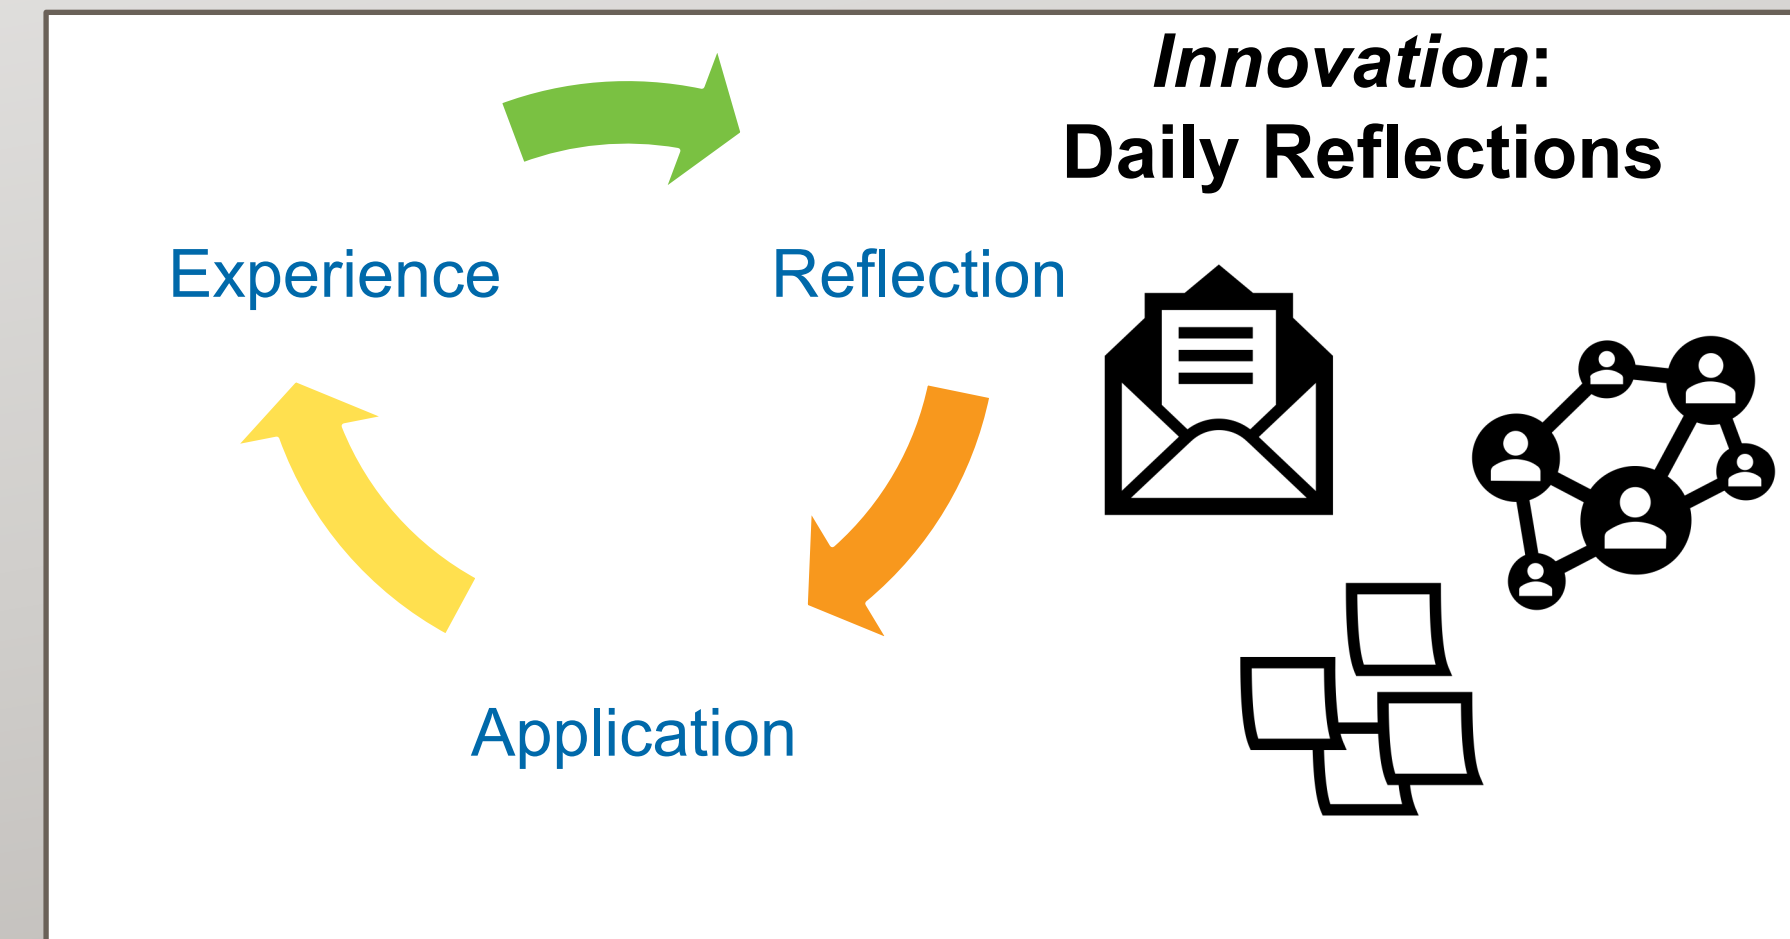 Innovation:
Daily Reflections
Experience
Reflection
Application